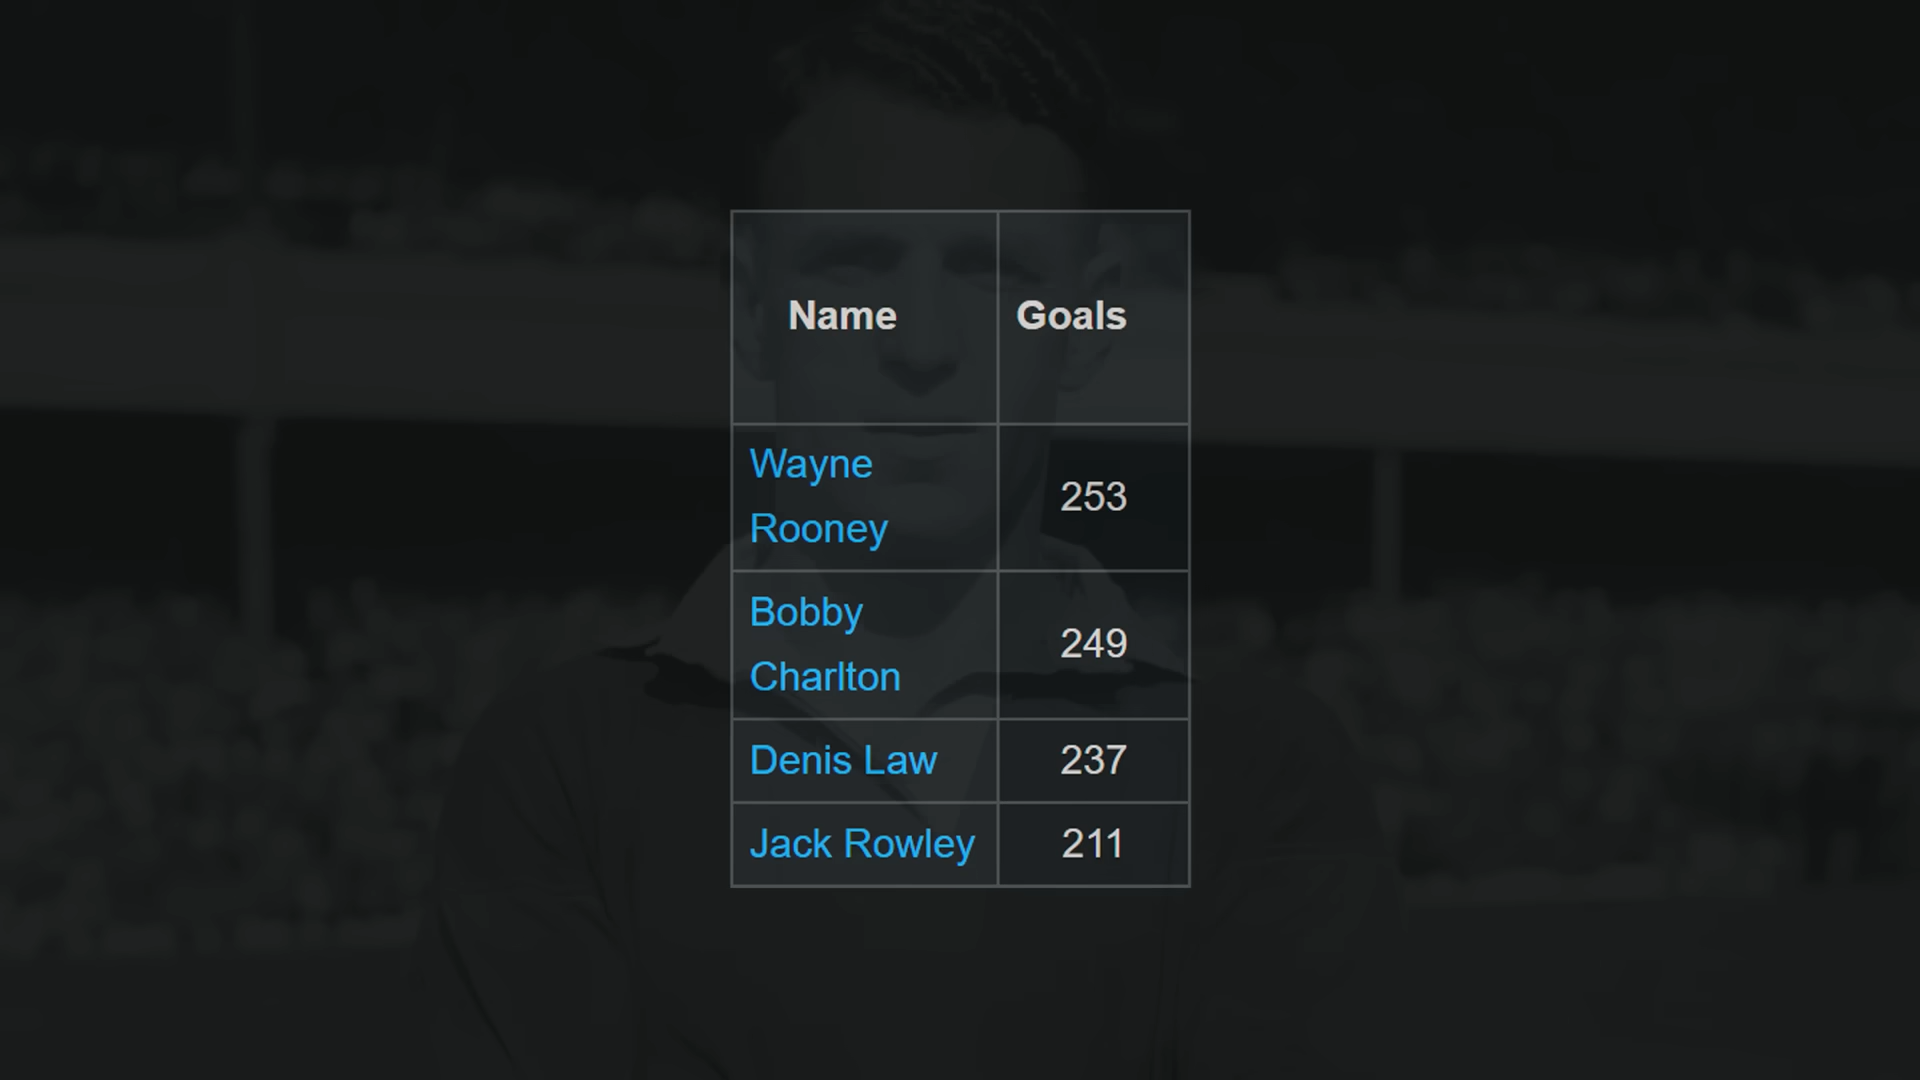 Name Goals
Wayne
Rooney
253
Bobby
Charlton
249
Denis Law 237
Jack Rowley 211